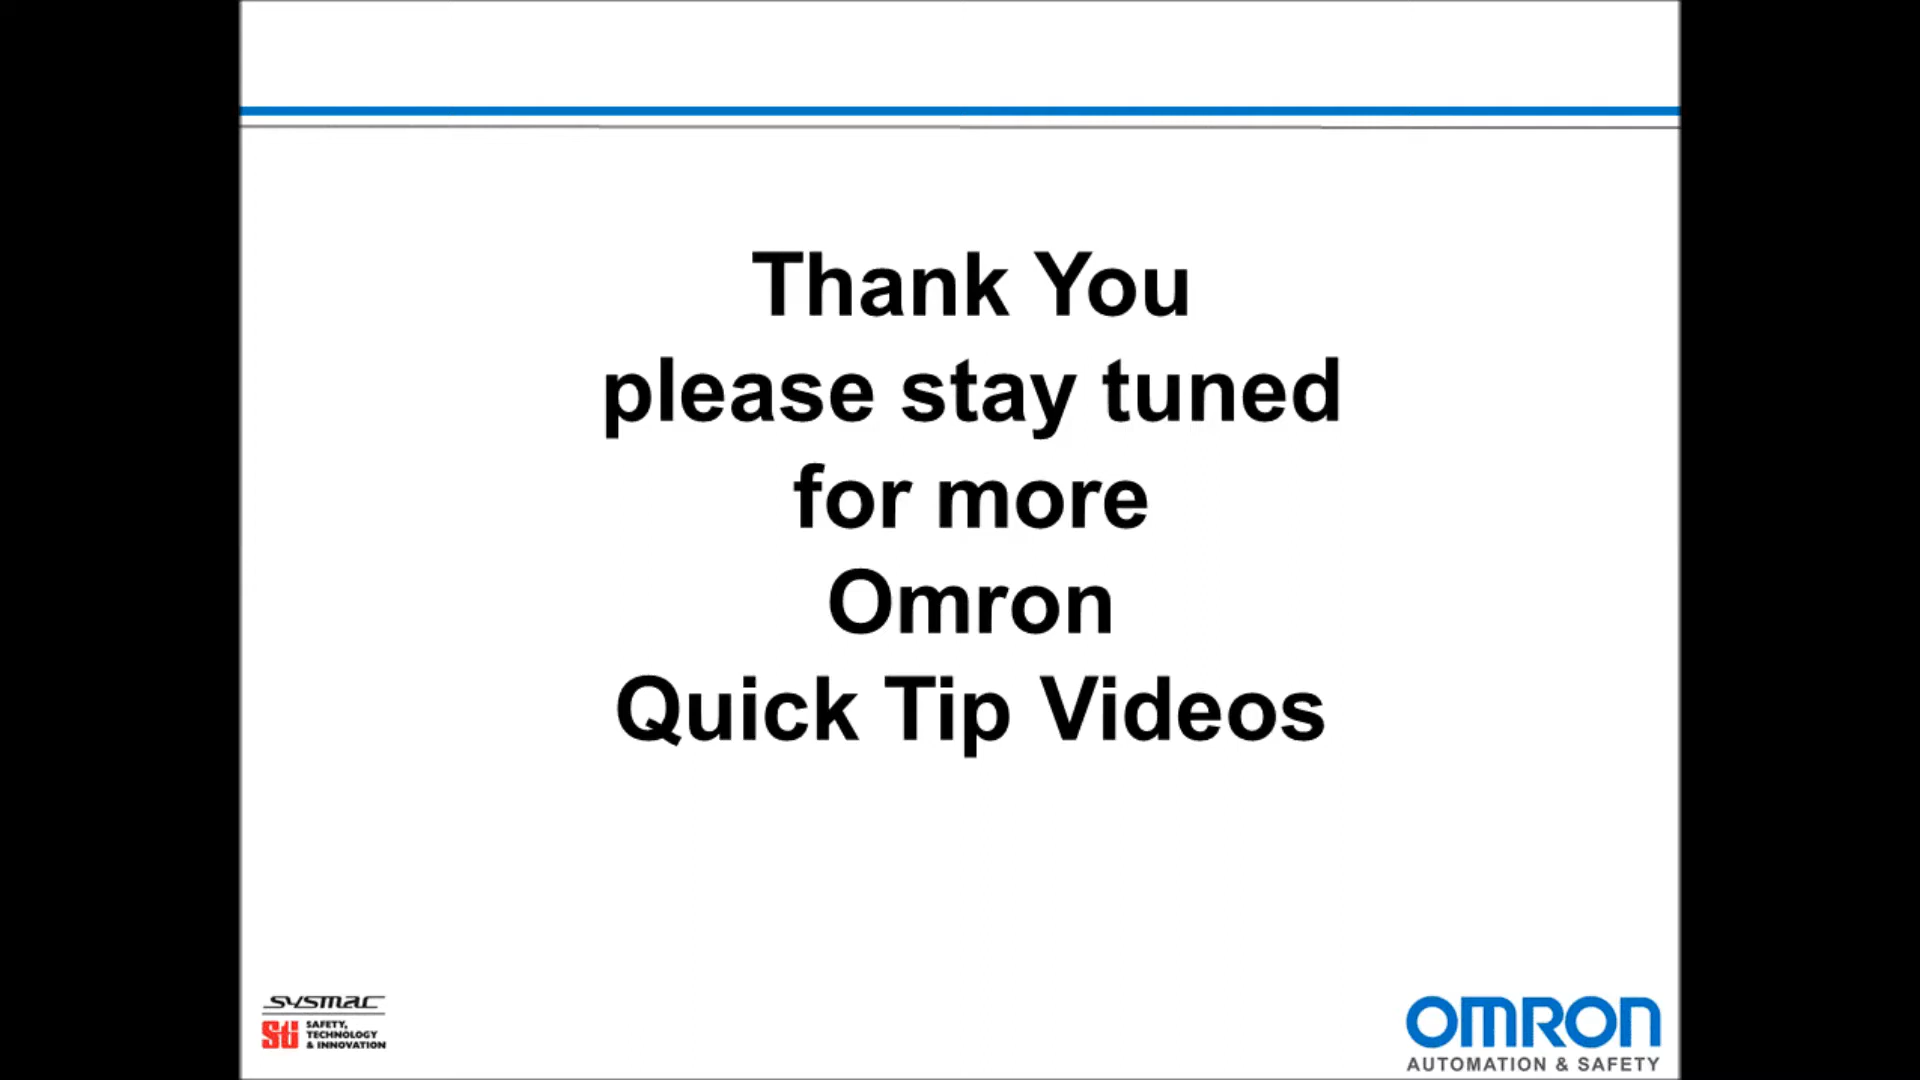 Thank You
please stay tuned
for more
Omron
Quick Tip Videos
sysmac
Sti
SAFETY,
TECHNOLOGY
& INNOVATION
OMRON
AUTOMATION & SAFETY